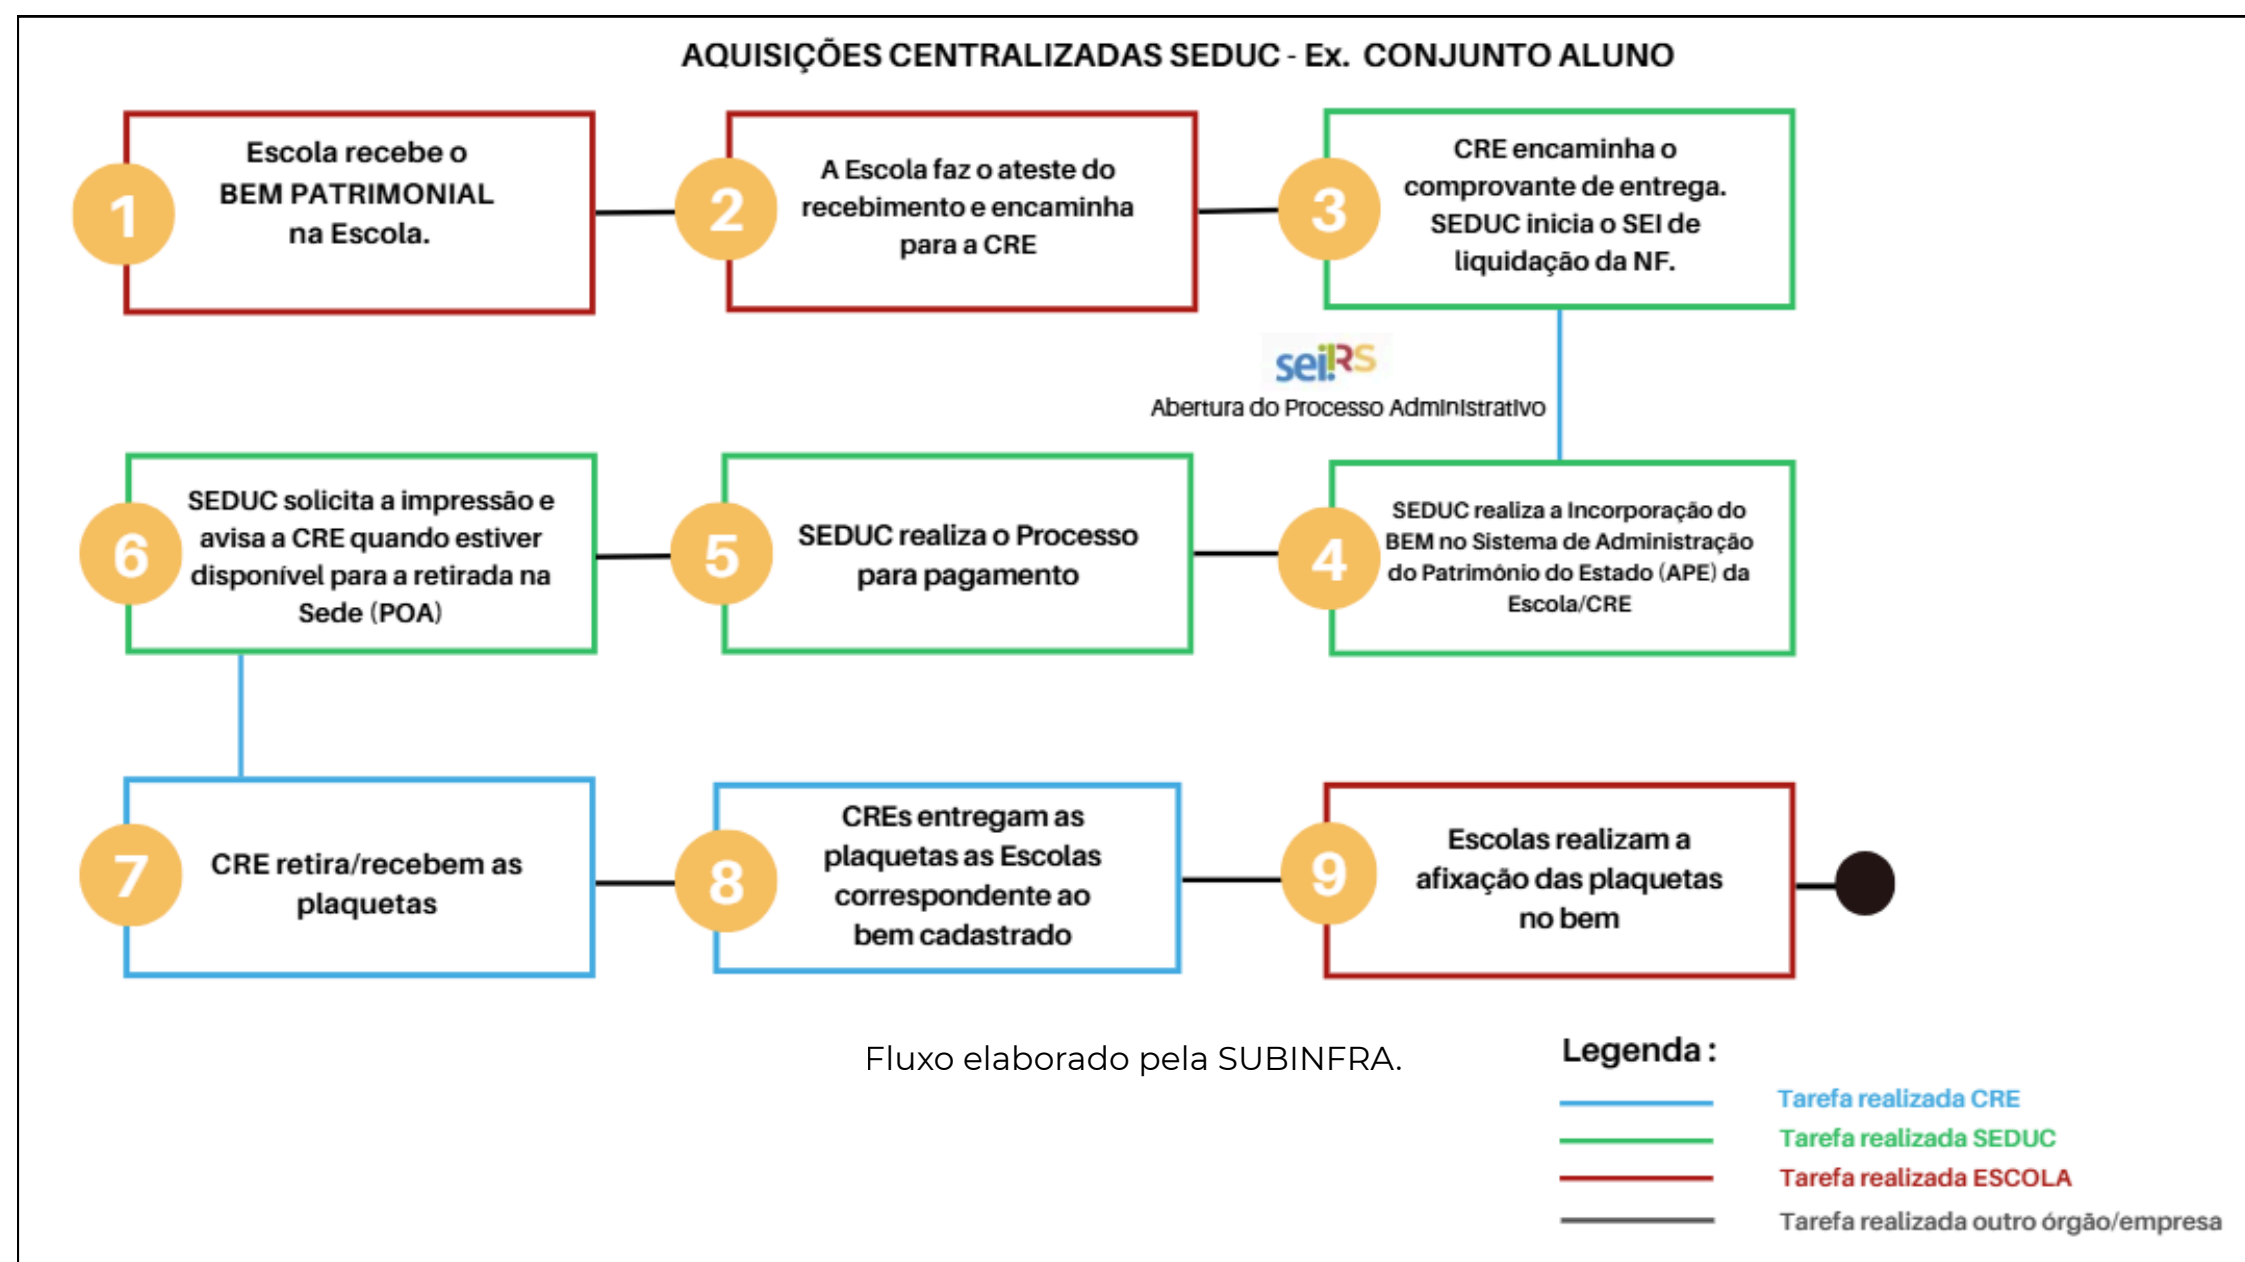 AQUISIÇÕES CENTRALIZADAS SEDUC - Ex. CONJUNTO ALUNO
1
Escola recebe o
BEM PATRIMONIAL
na Escola.
2
A Escola faz o ateste do
recebimento e encaminha
para a CRE
3
CRE encaminha o
comprovante de entrega.
SEDUC inicia o SEI de
liquidação da NF.
sei!RS
Abertura do Processo Administrativo
4
SEDUC realiza a Incorporação do
BEM no Sistema de Administração
do Patrimônio do Estado (APE) da
Escola/CRE
5
SEDUC realiza o Processo
para pagamento
6
SEDUC solicita a impressão e
avisa a CRE quando estiver
disponível para a retirada na
Sede (POA)
7
CRE retira/recebem as
plaquetas
8
CREs entregam as
plaquetas as Escolas
correspondente ao
bem cadastrado
9
Escolas realizam a
afixação das plaquetas
no bem
Fluxo elaborado pela SUBINFRA.
Legenda :
Tarefa realizada CRE
Tarefa realizada SEDUC
Tarefa realizada ESCOLA
Tarefa realizada outro órgão/empresa